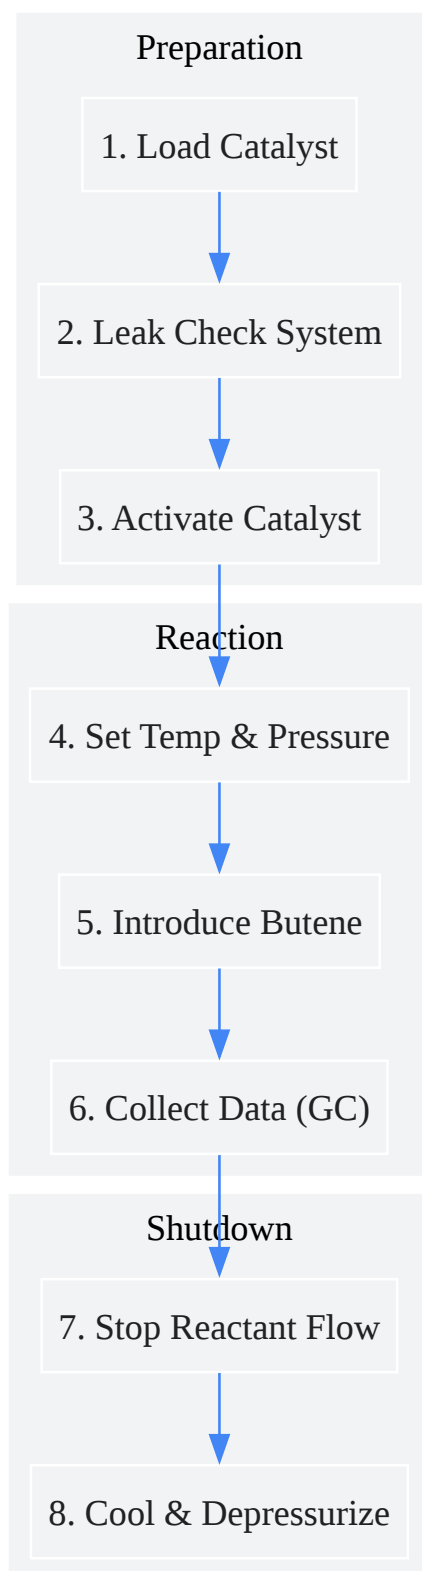 Preparation
1. Load Catalyst
2. Leak Check System
3. Activate Catalyst
Reaction
4. Set Temp & Pressure
5. Introduce Butene
6. Collect Data (GC)
Shutdown
7. Stop Reactant Flow
8. Cool & Depressurize